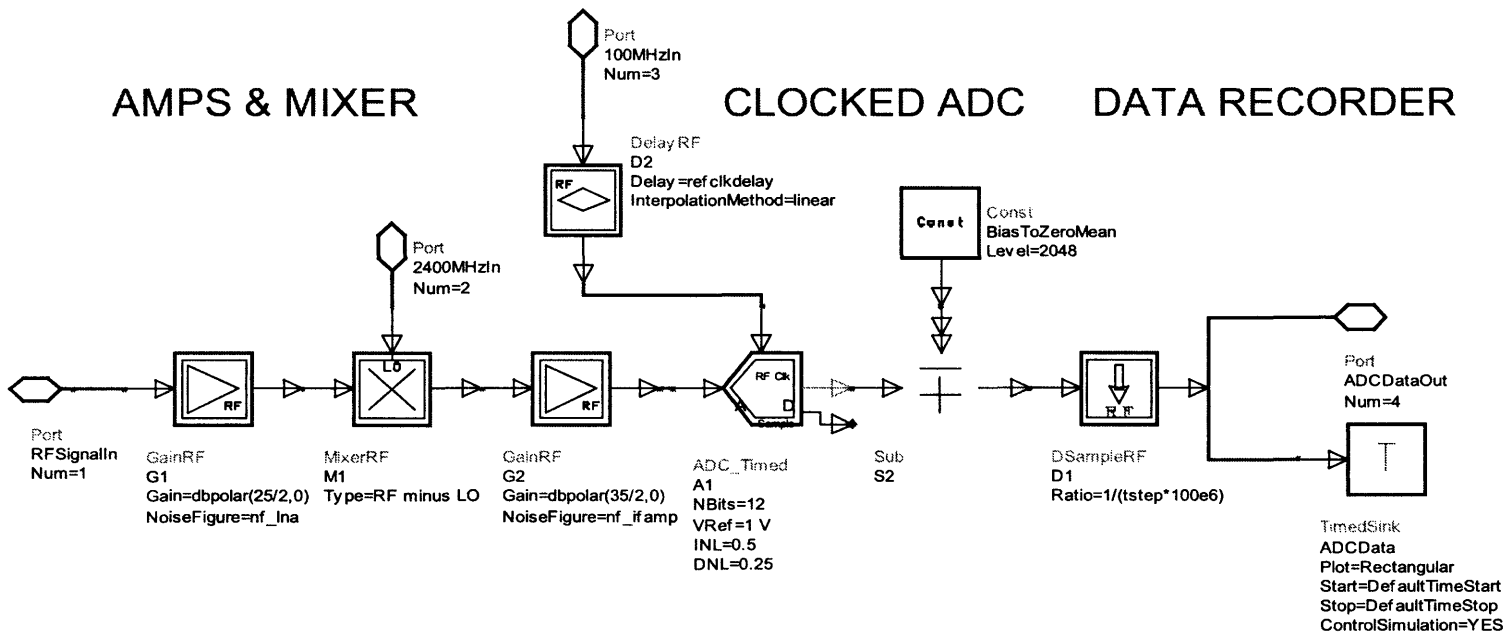 Port
100MHzIn
Num=3
AMPS & MIXER
CLOCKED ADC
DATA RECORDER
DelayRF
D2
Delay=refclkdelay
InterpolationMethod=linear
RF
Port
2400MHzIn
Num=2
Const
Const
BiasToZeroMean
Level=2048
LO
RF
RF
RF Clk
A
D
Sample
RF
T
Port
RFSignalIn
Num=1
GainRF
G1
Gain=dbpolar(25/2,0)
NoiseFigure=nf_lna
MixerRF
M1
Type=RF minus LO
GainRF
G2
Gain=dbpolar(35/2,0)
NoiseFigure=nf_ifamp
ADC_Timed
A1
NBits=12
VRef=1 V
INL=0.5
DNL=0.25
Sub
S2
DSampleRF
D1
Ratio=1/(tstep*100e6)
Port
ADCDataOut
Num=4
TimedSink
ADCData
Plot=Rectangular
Start=DefaultTimeStart
Stop=DefaultTimeStop
ControlSimulation=YES